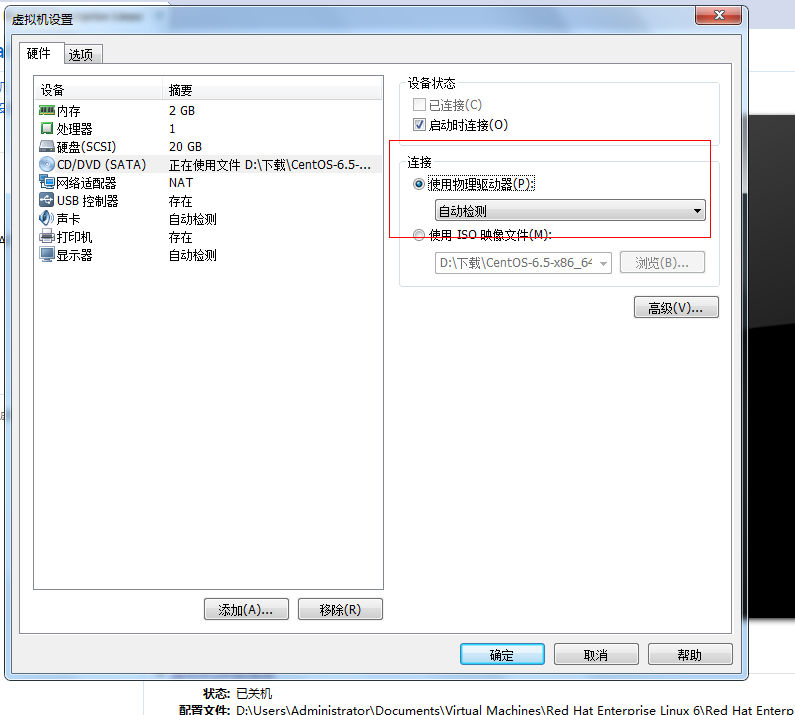 虚拟机设置
硬件 选项
设备 摘要
内存 2 GB
处理器 1
硬盘(SCSI) 20 GB
CD/DVD (SATA) 正在使用文件 D:\下载\CentOS-6.5-...
网络适配器 NAT
USB 控制器 存在
声卡 自动检测
打印机 存在
显示器 自动检测
添加(A)... 移除(R)
设备状态
已连接(C)
启动时连接(O)
连接
使用物理驱动器(P):
自动检测
使用 ISO 映像文件(M):
D:\下载\CentOS-6.5-x86_64 浏览(B)...
高级(V)...
确定 取消 帮助
状态: 已关机
配置文件: D:\Users\Administrator\Documents\Virtual Machines\Red Hat Enterprise Linux 6\Red Hat Enterp